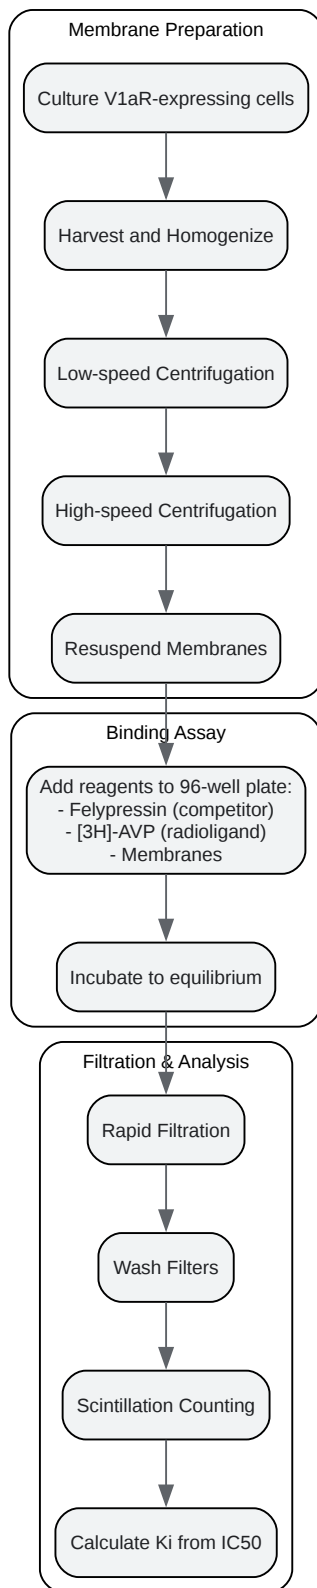 Membrane Preparation
Culture V1aR-expressing cells
Harvest and Homogenize
Low-speed Centrifugation
High-speed Centrifugation
Resuspend Membranes
Binding Assay
Add reagents to 96-well plate:
- Felypressin (competitor)
- [3H]-AVP (radioligand)
- Membranes
Incubate to equilibrium
Filtration & Analysis
Rapid Filtration
Wash Filters
Scintillation Counting
Calculate Ki from IC50